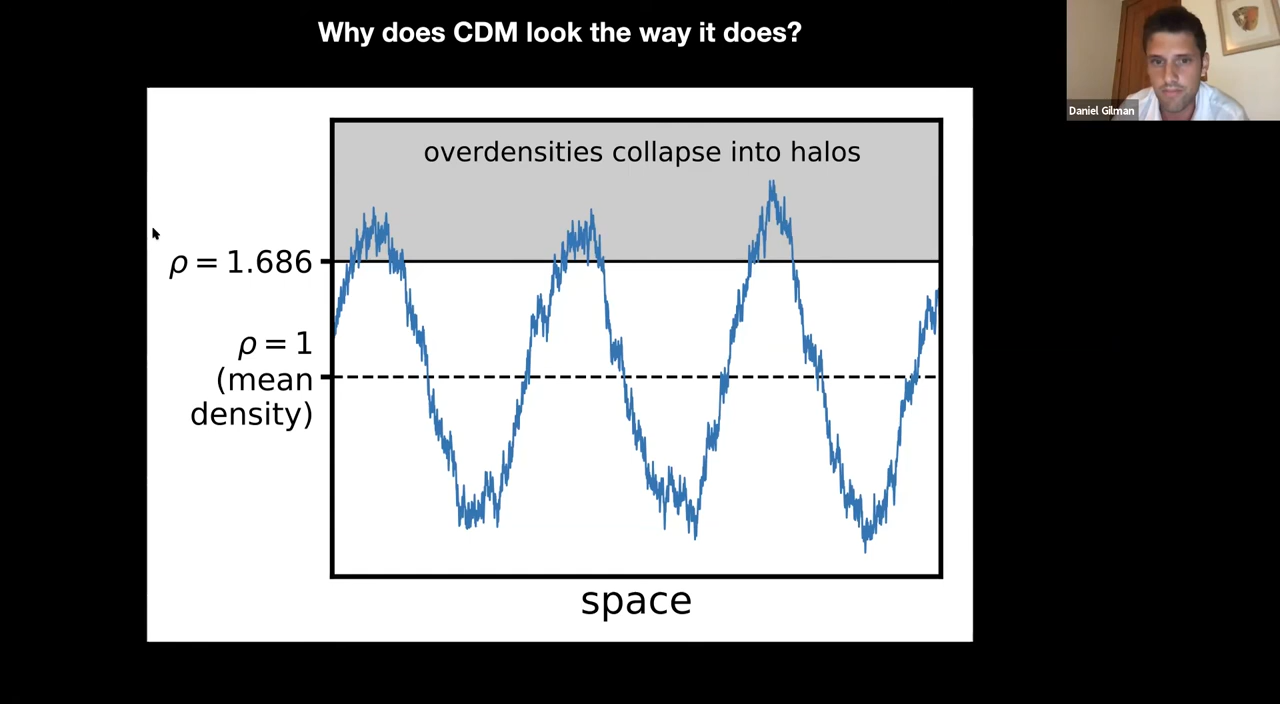 Why does CDM look the way it does?
Daniel Gilman
overdensities collapse into halos
ρ = 1.686
ρ = 1
(mean
density)
space